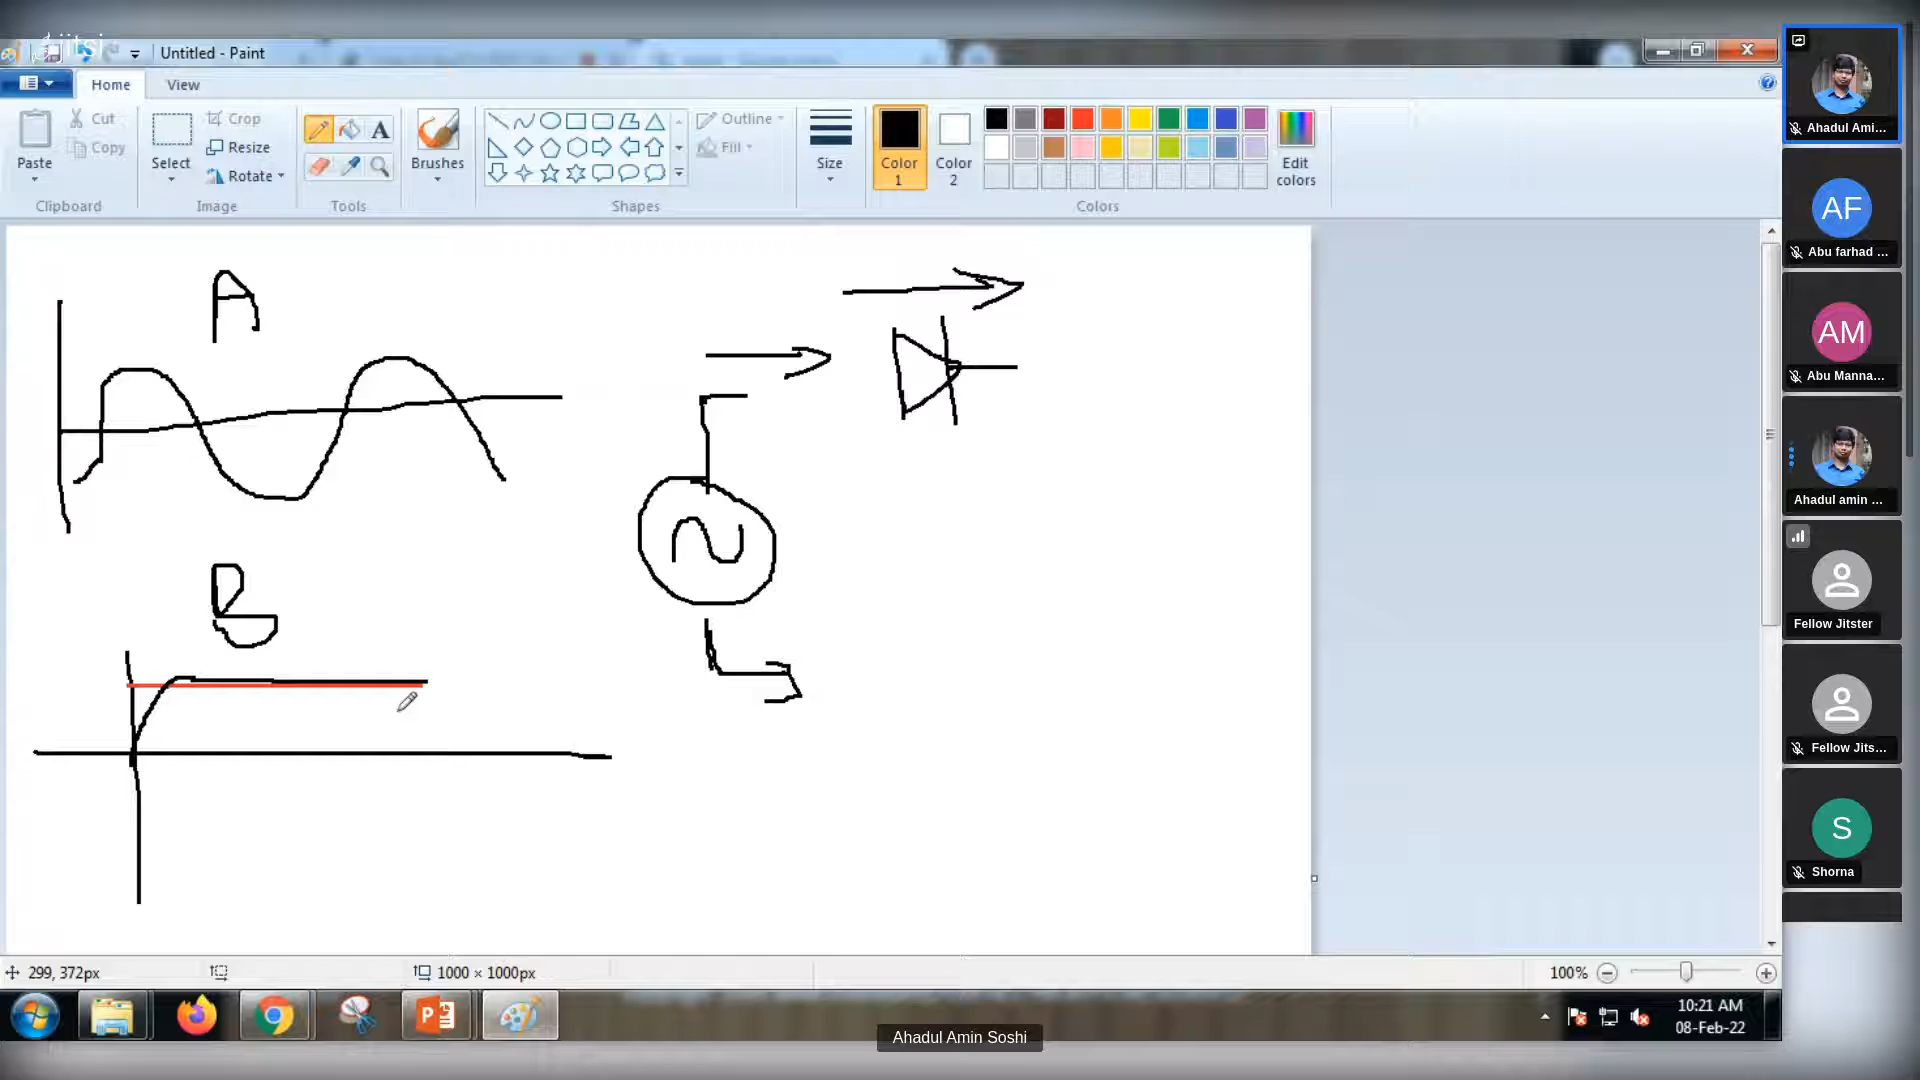 jitsi
Untitled - Paint
Home
View
Paste
Cut
Copy
Clipboard
Select
Crop
Resize
Rotate
Image
A
Tools
Brushes
Shapes
Outline
Fill
Size
Color 1
Color 2
Edit colors
Colors
A
B
299, 372px
1000 × 1000px
100%
P
10:21 AM
08-Feb-22
Ahadul Amin Soshi
Ahadul Ami...
AF
Abu farhad ...
AM
Abu Manna...
Ahadul amin ...
Fellow Jitster
Fellow Jits...
S
Shorna